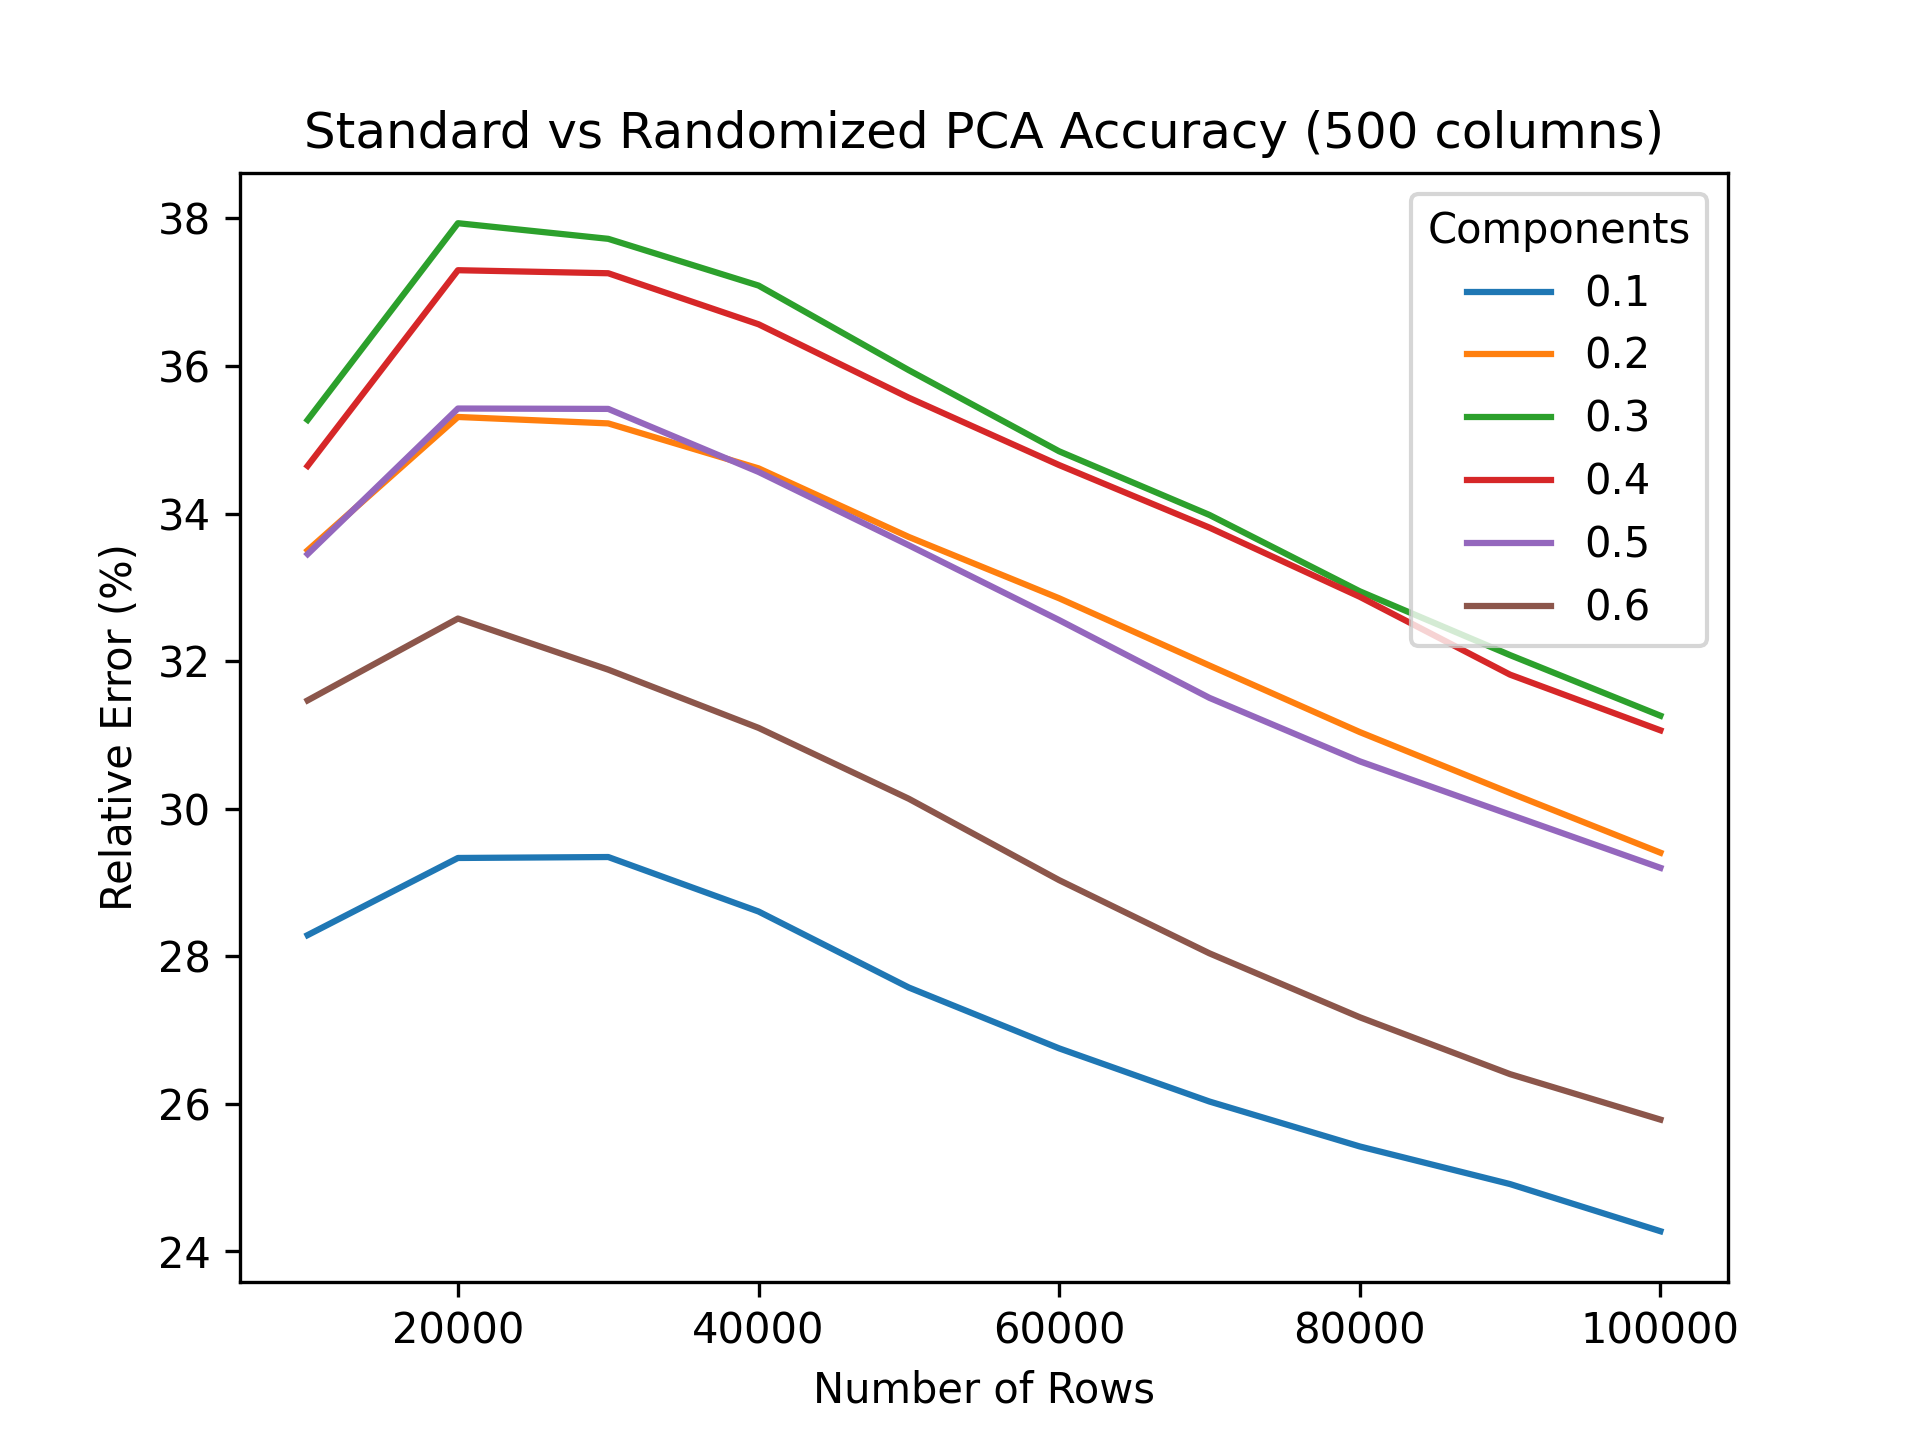 Standard vs Randomized PCA Accuracy (500 columns)
Relative Error (%)
38
36
34
32
30
28
26
24
Components
0.1
0.2
0.3
0.4
0.5
0.6
20000 40000 60000 80000 100000
Number of Rows